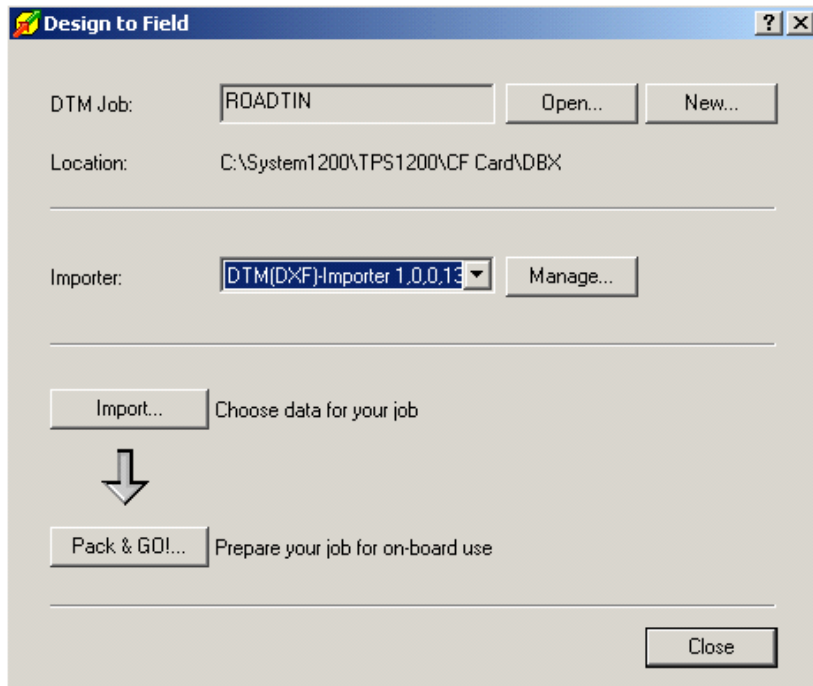 Design to Field
DTM Job: ROADTIN Open... New...
Location: C:\System1200\TPS1200\CF Card\DBX
Importer: DTM(DXF)-Importer 1,0,0,13 Manage...
Import... Choose data for your job
Pack & GO!... Prepare your job for on-board use
Close